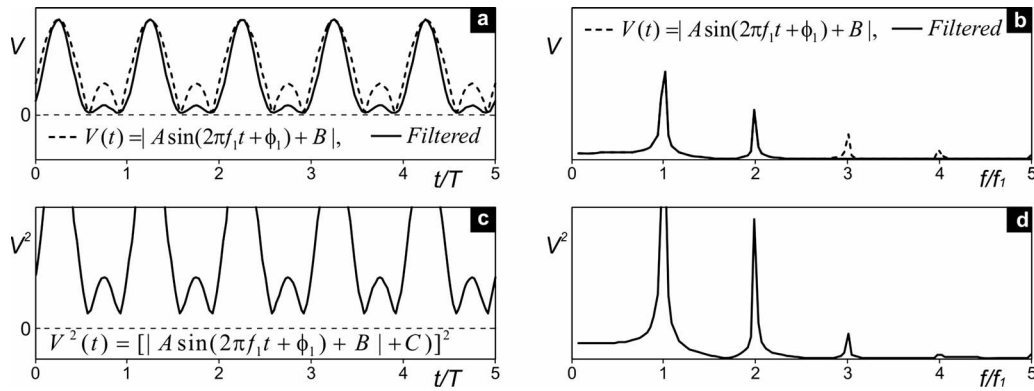 a
V
0
V(t)=| A sin(2πf₁t+ϕ₁)+B |, Filtered
0 1 2 3 4 5
t/T
b
V(t)=| A sin(2πf₁t+ϕ₁)+B |, Filtered
V
0 1 2 3 4 5
f/f₁
c
V²
0
V²(t)=[| A sin(2πf₁t+ϕ₁)+B |+C)]²
0 1 2 3 4 5
t/T
d
V²
0 1 2 3 4 5
f/f₁